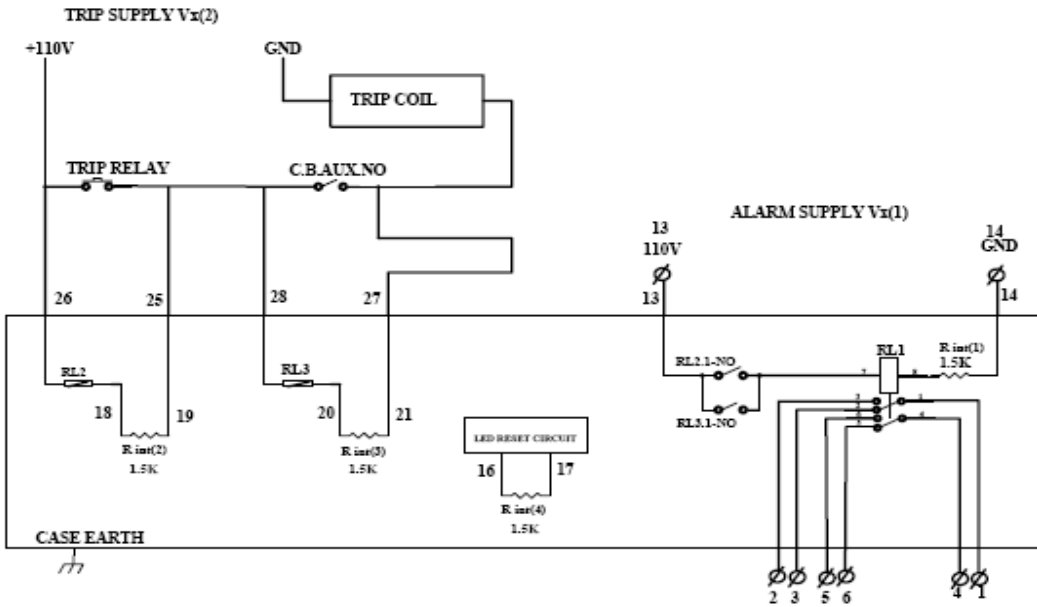 TRIP SUPPLY Vx(2)
+110V
GND
TRIP COIL
TRIP RELAY
C.B.AUX.NO
ALARM SUPPLY Vx(1)
13
110V
14
GND
26
25
28
27
13
14
RL2
18
19
R int(2)
1.5K
RL3
20
21
R int(3)
1.5K
LED RESET CIRCUIT
16
17
R int(4)
1.5K
RL2.1-NO
RL3.1-NO
RL1
R int(1)
1.5K
CASE EARTH
2
3
5
6
4
1